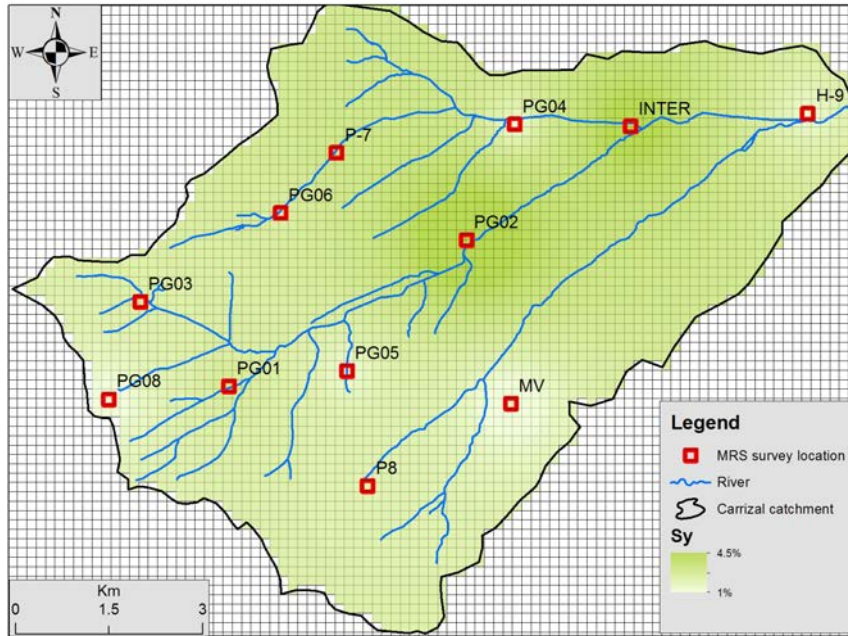 N
W E
S
H-9
PG04
INTER
P-7
PG06
PG02
PG03
PG05
PG08
PG01
MV
P8
Legend
MRS survey location
River
Carrizal catchment
Sy
4.5%
1%
Km
0 1.5 3